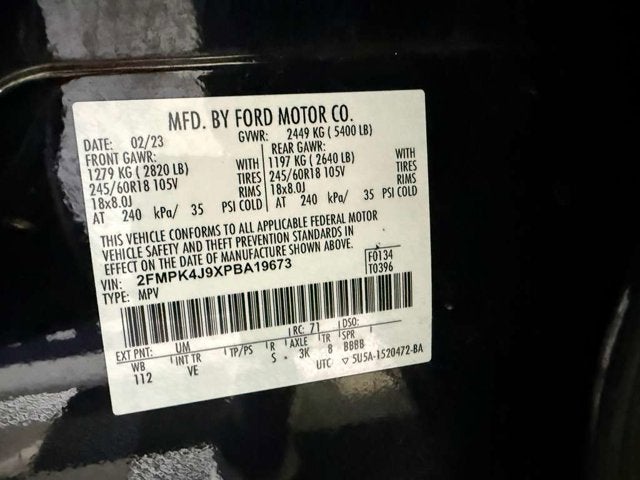 MFD. BY FORD MOTOR CO.
DATE: 02/23 GVWR: 2449 KG ( 5400 LB)
FRONT GAWR: REAR GAWR:
1279 KG ( 2820 LB) WITH 1197 KG ( 2640 LB) WITH
245/60R18 105V TIRES 245/60R18 105V TIRES
18x8.0J RIMS 18x8.0J RIMS
AT 240 kPa/ 35 PSI COLD AT 240 kPa/ 35 PSI COLD
THIS VEHICLE CONFORMS TO ALL APPLICABLE FEDERAL MOTOR
VEHICLE SAFETY AND THEFT PREVENTION STANDARDS IN
EFFECT ON THE DATE OF MANUFACTURE SHOWN ABOVE.
VIN: 2FMPK4J9XPBA19673 F0134
TYPE: MPV T0396
EXT PNT: UM RC: 71 DSO:
WB INT TR TP/PS R AXLE TR SPR
112 VE S . 3K 8 BBBB
UTC ▽ 5U5A-1520472-BA